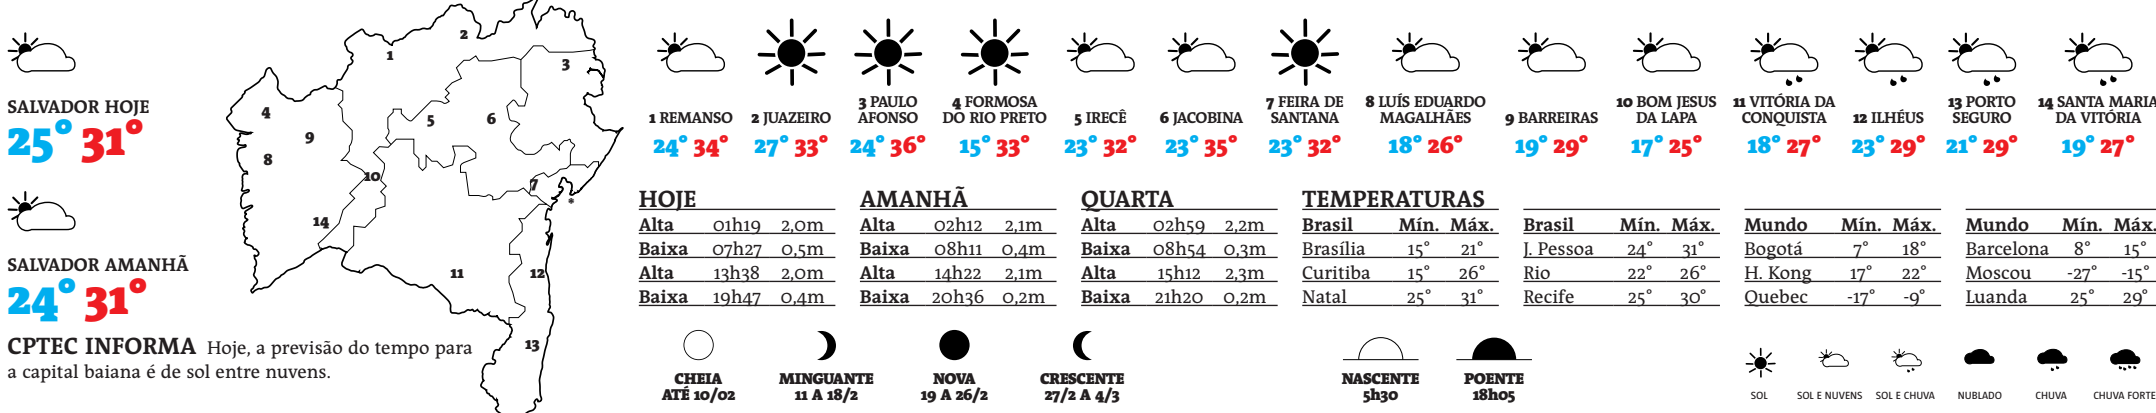 SALVADOR HOJE
25° 31°
SALVADOR AMANHÃ
24° 31°
CPTEC INFORMA Hoje, a previsão do tempo para
a capital baiana é de sol entre nuvens.
1
2
3
4
5
6
7
8
9
10
11
12
13
14
*
1 REMANSO
24° 34°
2 JUAZEIRO
27° 33°
3 PAULO
AFONSO
24° 36°
4 FORMOSA
DO RIO PRETO
15° 33°
5 IRECÊ
23° 32°
6 JACOBINA
23° 35°
7 FEIRA DE
SANTANA
23° 32°
8 LUÍS EDUARDO
MAGALHÃES
18° 26°
9 BARREIRAS
19° 29°
10 BOM JESUS
DA LAPA
17° 25°
11 VITÓRIA DA
CONQUISTA
18° 27°
12 ILHÉUS
23° 29°
13 PORTO
SEGURO
21° 29°
14 SANTA MARIA
DA VITÓRIA
19° 27°
HOJE
Alta 01h19 2,0m
Baixa 07h27 0,5m
Alta 13h38 2,0m
Baixa 19h47 0,4m
AMANHÃ
Alta 02h12 2,1m
Baixa 08h11 0,4m
Alta 14h22 2,1m
Baixa 20h36 0,2m
QUARTA
Alta 02h59 2,2m
Baixa 08h54 0,3m
Alta 15h12 2,3m
Baixa 21h20 0,2m
TEMPERATURAS
Brasil Mín. Máx.
Brasília 15° 21°
Curitiba 15° 26°
Natal 25° 31°
Brasil Mín. Máx.
J. Pessoa 24° 31°
Rio 22° 26°
Recife 25° 30°
Mundo Mín. Máx.
Bogotá 7° 18°
H. Kong 17° 22°
Quebec -17° -9°
Mundo Mín. Máx.
Barcelona 8° 15°
Moscou -27° -15°
Luanda 25° 29°
CHEIA
ATÉ 10/02
MINGUANTE
11 A 18/2
NOVA
19 A 26/2
CRESCENTE
27/2 A 4/3
NASCENTE
5h30
POENTE
18h05
SOL
SOL E NUVENS
SOL E CHUVA
NUBLADO
CHUVA
CHUVA FORTE